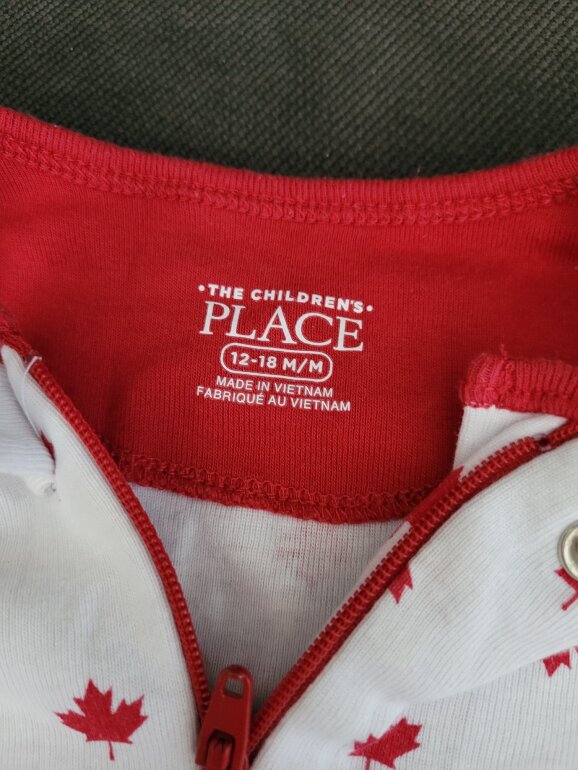 •THE CHILDREN'S•
PLACE
12-18 M/M
MADE IN VIETNAM
FABRIQUÉ AU VIETNAM